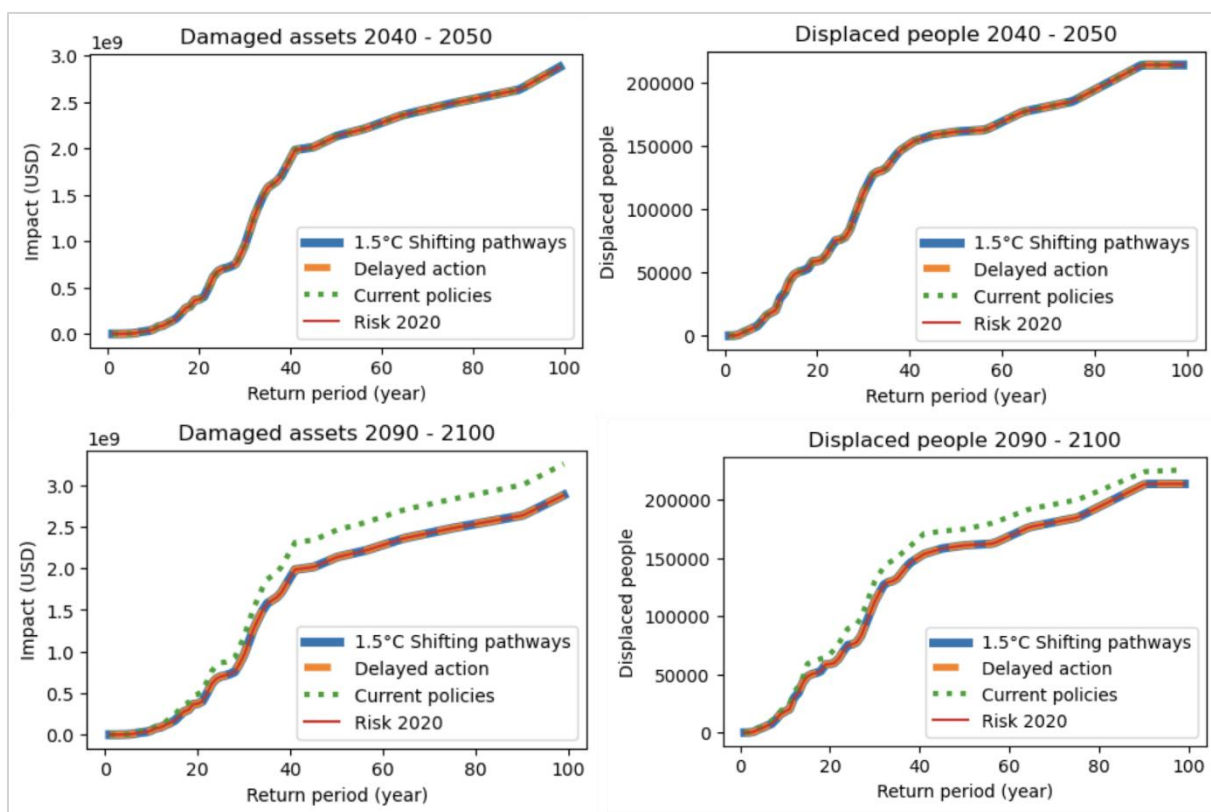 Damaged assets 2040 - 2050
1e9
3.0
2.5
2.0
1.5
1.0
0.5
0.0
Impact (USD)
1.5°C Shifting pathways
Delayed action
Current policies
Risk 2020
0 20 40 60 80 100
Return period (year)
Displaced people 2040 - 2050
200000
150000
100000
50000
0
Displaced people
1.5°C Shifting pathways
Delayed action
Current policies
Risk 2020
0 20 40 60 80 100
Return period (year)
Damaged assets 2090 - 2100
1e9
3.0
2.5
2.0
1.5
1.0
0.5
0.0
Impact (USD)
1.5°C Shifting pathways
Delayed action
Current policies
Risk 2020
0 20 40 60 80 100
Return period (year)
Displaced people 2090 - 2100
200000
150000
100000
50000
0
Displaced people
1.5°C Shifting pathways
Delayed action
Current policies
Risk 2020
0 20 40 60 80 100
Return period (year)